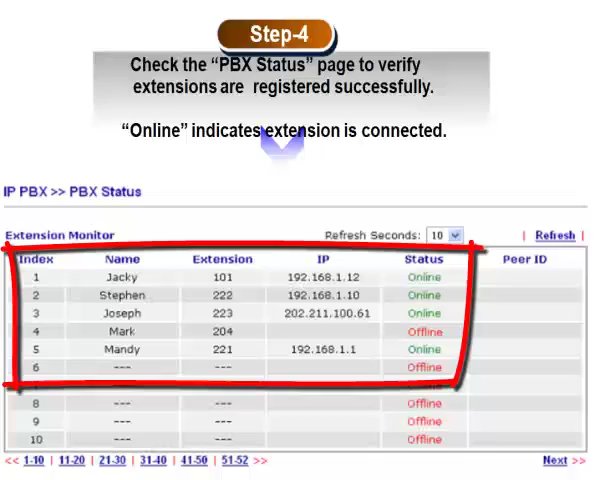 Step-4
Check the “PBX Status” page to verify
extensions are registered successfully.
“Online” indicates extension is connected.
IP PBX >> PBX Status
Extension Monitor Refresh Seconds: 10 | Refresh |
Index Name Extension IP Status Peer ID
1 Jacky 101 192.168.1.12 Online
2 Stephen 222 192.168.1.10 Online
3 Joseph 223 202.211.100.61 Online
4 Mark 204 Offline
5 Mandy 221 192.168.1.1 Online
6 --- --- Offline
8 --- --- Offline
9 --- --- Offline
10 --- --- Offline
<< 1-10 | 11-20 | 21-30 | 31-40 | 41-50 | 51-52 >> Next >>